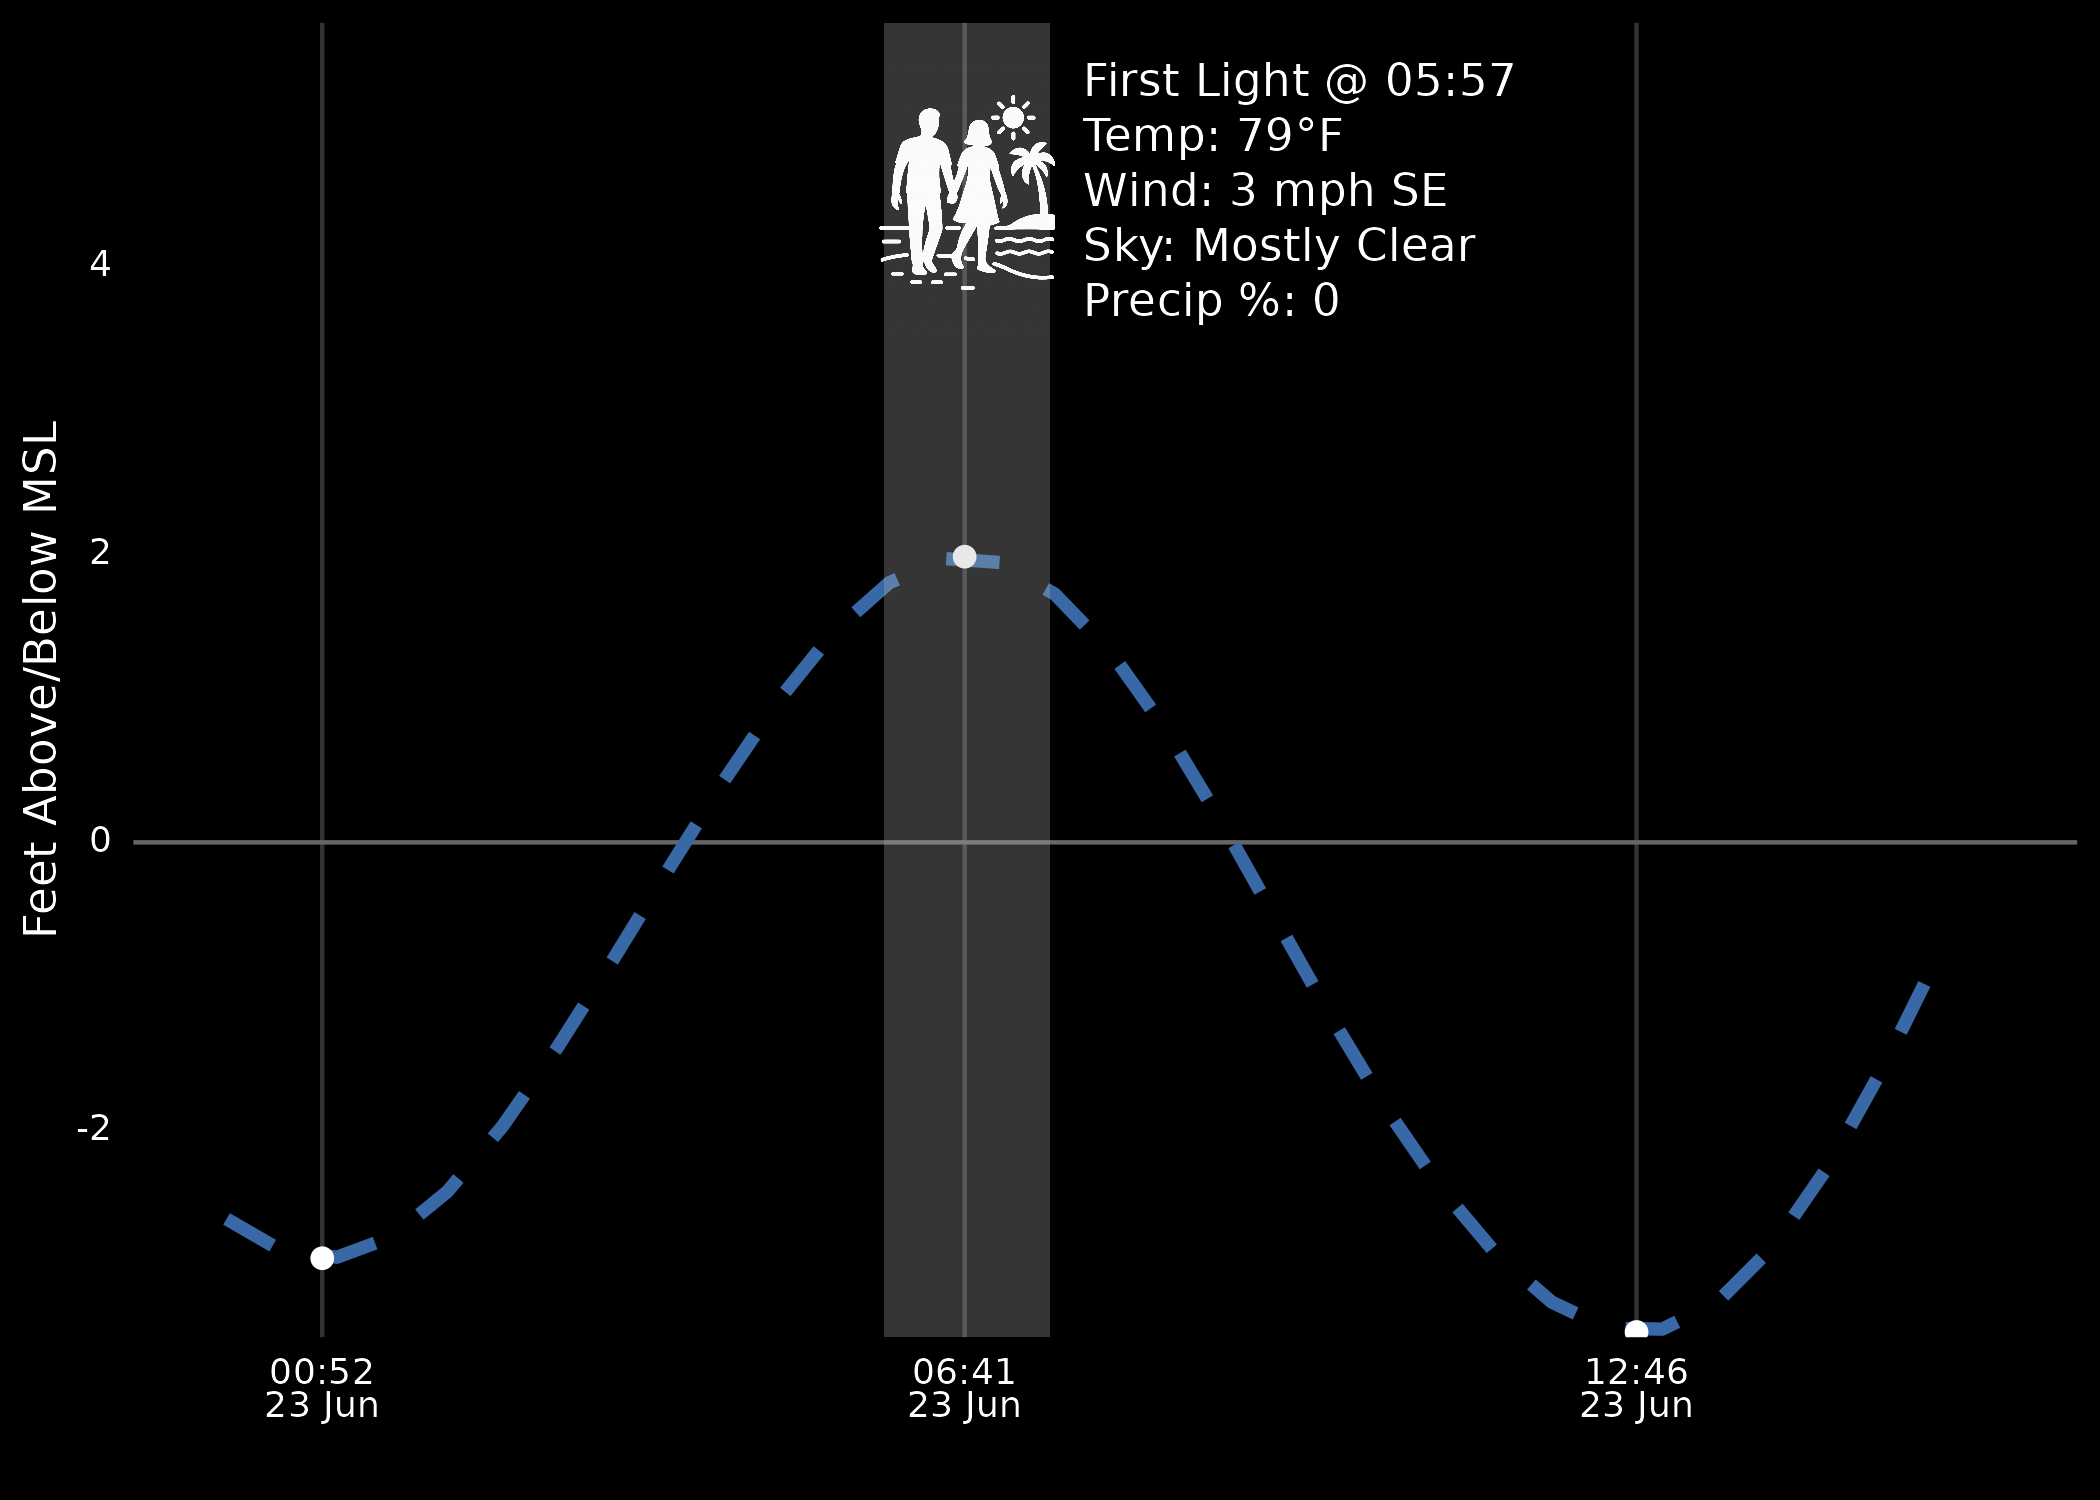 First Light @ 05:57
Temp: 79°F
Wind: 3 mph SE
Sky: Mostly Clear
Precip %: 0
Feet Above/Below MSL
4
2
0
-2
00:52
23 Jun
06:41
23 Jun
12:46
23 Jun